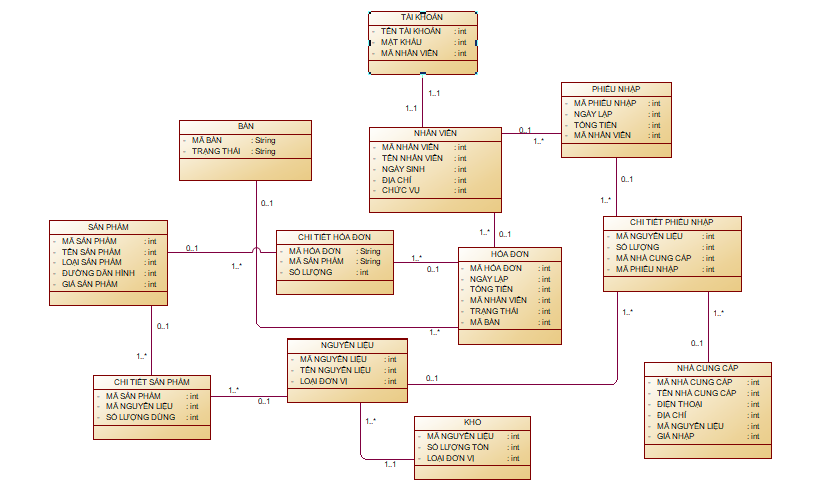 TÀI KHOẢN
- TÊN TÀI KHOẢN : int
- MẬT KHẨU : int
- MÃ NHÂN VIÊN : int
1..1
1..1
PHIẾU NHẬP
- MÃ PHIẾU NHẬP : int
- NGÀY LẬP : int
- TỔNG TIỀN : int
- MÃ NHÂN VIÊN : int
BÀN
- MÃ BÀN : String
- TRẠNG THÁI : String
NHÂN VIÊN
- MÃ NHÂN VIÊN : int
- TÊN NHÂN VIÊN : int
- NGÀY SINH : int
- ĐỊA CHỈ : int
- CHỨC VỤ : int
0..1
1..*
0..1
1..*
0..1
1..*
CHI TIẾT PHIẾU NHẬP
- MÃ NGUYÊN LIỆU : int
- SỐ LƯỢNG : int
- MÃ NHÀ CUNG CẤP : int
- MÃ PHIẾU NHẬP : int
SẢN PHẨM
- MÃ SẢN PHẨM : int
- TÊN SẢN PHẨM : int
- LOẠI SẢN PHẨM : int
- ĐƯỜNG DẪN HÌNH : int
- GIÁ SẢN PHẨM : int
0..1
CHI TIẾT HÓA ĐƠN
- MÃ HÓA ĐƠN : String
- MÃ SẢN PHẨM : String
- SỐ LƯỢNG : int
1..*
0..1
1..*
0..1
HÓA ĐƠN
- MÃ HÓA ĐƠN : int
- NGÀY LẬP : int
- TỔNG TIỀN : int
- MÃ NHÂN VIÊN : int
- TRẠNG THÁI : int
- MÃ BÀN : int
1..*
0..1
1..*
1..*
1..*
0..1
NGUYÊN LIỆU
- MÃ NGUYÊN LIỆU : int
- TÊN NGUYÊN LIỆU : int
- LOẠI ĐƠN VỊ : int
0..1
CHI TIẾT SẢN PHẨM
- MÃ SẢN PHẨM : int
- MÃ NGUYÊN LIỆU : int
- SỐ LƯỢNG DÙNG : int
1..*
0..1
NHÀ CUNG CẤP
- MÃ NHÀ CUNG CẤP : int
- TÊN NHÀ CUNG CẤP : int
- ĐIỆN THOẠI : int
- ĐỊA CHỈ : int
- MÃ NGUYÊN LIỆU : int
- GIÁ NHẬP : int
1..*
1..1
KHO
- MÃ NGUYÊN LIỆU : int
- SỐ LƯỢNG TỒN : int
- LOẠI ĐƠN VỊ : int